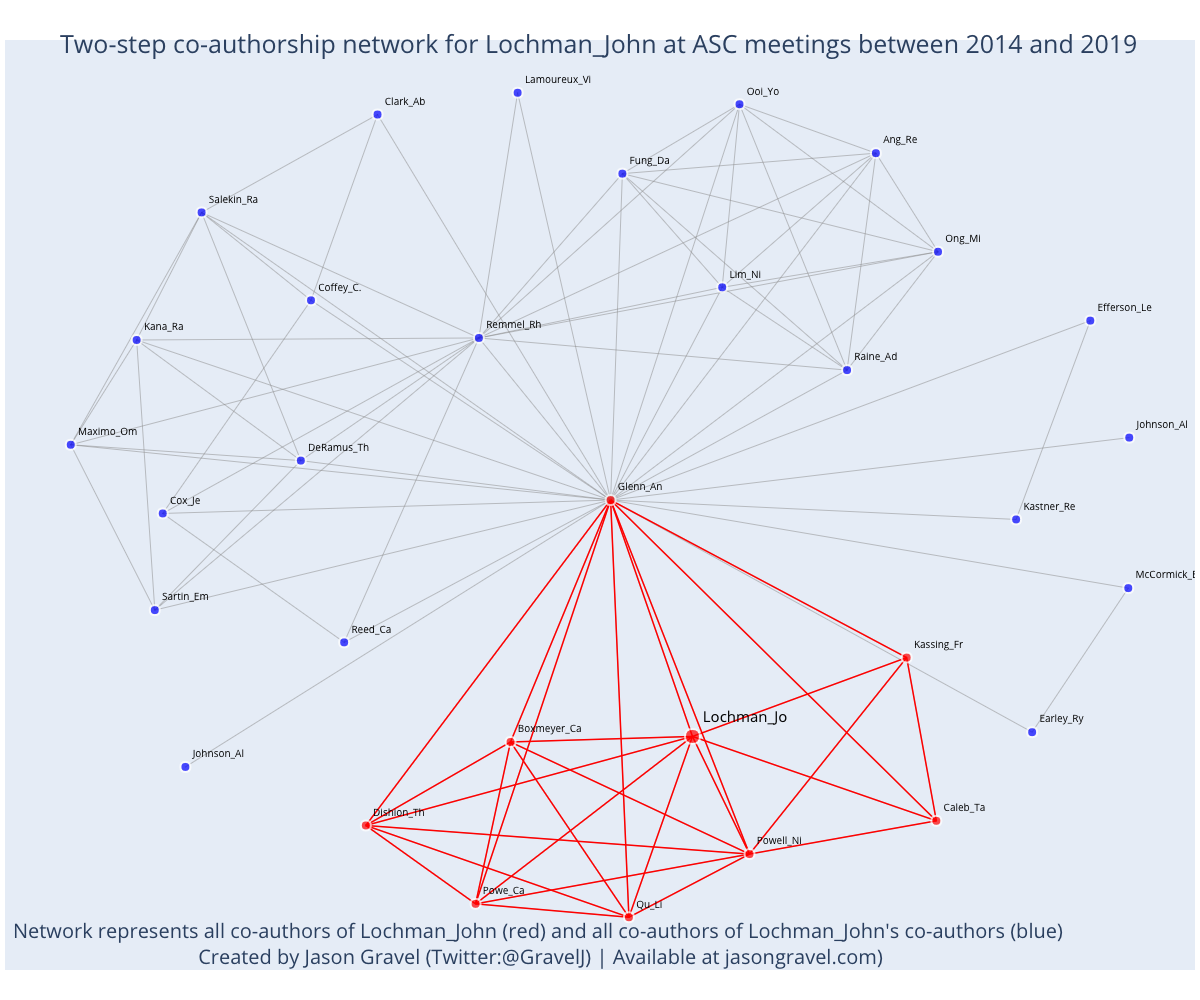 Two-step co-authorship network for Lochman_John at ASC meetings between 2014 and 2019
Lamoureux_Vi
Clark_Ab
Ooi_Yo
Ang_Re
Fung_Da
Salekin_Ra
Ong_Mi
Lim_Ni
Coffey_C.
Efferson_Le
Kana_Ra
Remmel_Rh
Raine_Ad
Johnson_Al
Maximo_Om
DeRamus_Th
Glenn_An
Cox_Je
Kastner_Re
McCormick_E
Sartin_Em
Reed_Ca
Kassing_Fr
Lochman_Jo
Earley_Ry
Boxmeyer_Ca
Johnson_Al
Dishion_Th
Caleb_Ta
Powell_Ni
Powe_Ca
Qu_Li
Network represents all co-authors of Lochman_John (red) and all co-authors of Lochman_John's co-authors (blue)
Created by Jason Gravel (Twitter:@GravelJ) | Available at jasongravel.com)